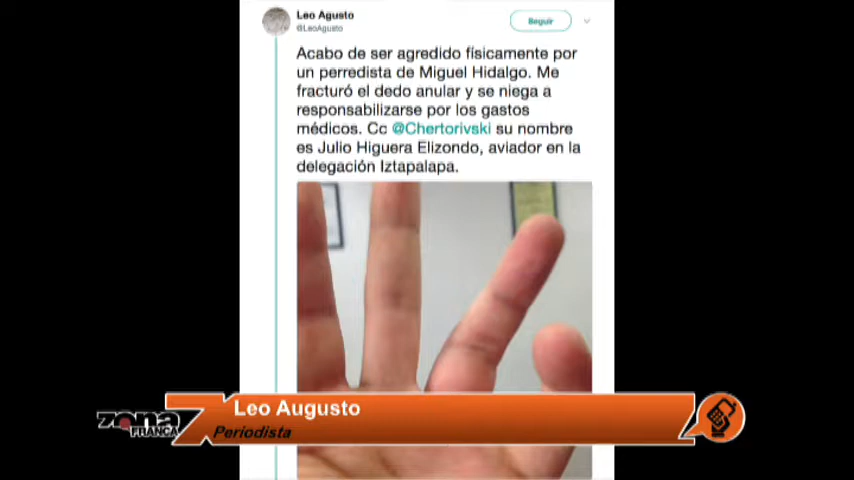 Leo Agusto
@LeoAgusto
Seguir
Acabo de ser agredido físicamente por
un perredista de Miguel Hidalgo. Me
fracturó el dedo anular y se niega a
responsabilizarse por los gastos
médicos. Cc @Chertorivski su nombre
es Julio Higuera Elizondo, aviador en la
delegación Iztapalapa.
Leo Augusto
zona
FRANCA
Periodista